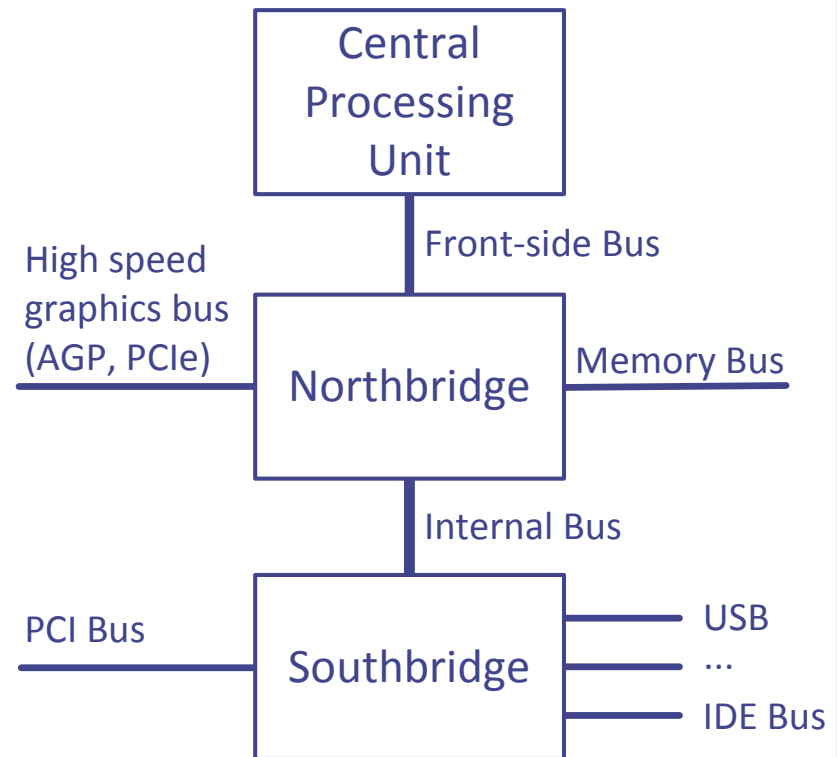 Central
Processing
Unit
Front-side Bus
High speed
graphics bus
(AGP, PCIe)
Northbridge
Memory Bus
Internal Bus
PCI Bus
Southbridge
USB
...
IDE Bus